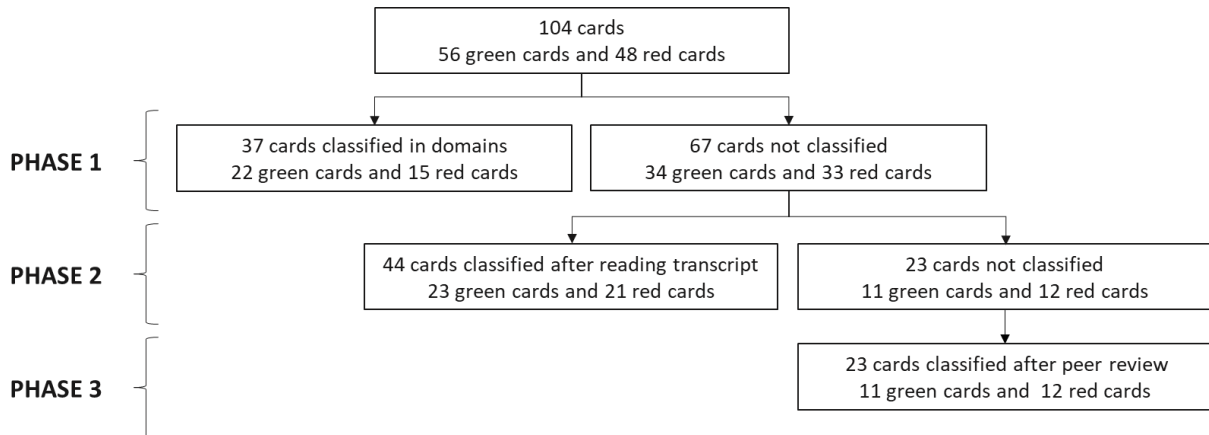 104 cards
56 green cards and 48 red cards
PHASE 1
37 cards classified in domains
22 green cards and 15 red cards
67 cards not classified
34 green cards and 33 red cards
PHASE 2
44 cards classified after reading transcript
23 green cards and 21 red cards
23 cards not classified
11 green cards and 12 red cards
PHASE 3
23 cards classified after peer review
11 green cards and  12 red cards